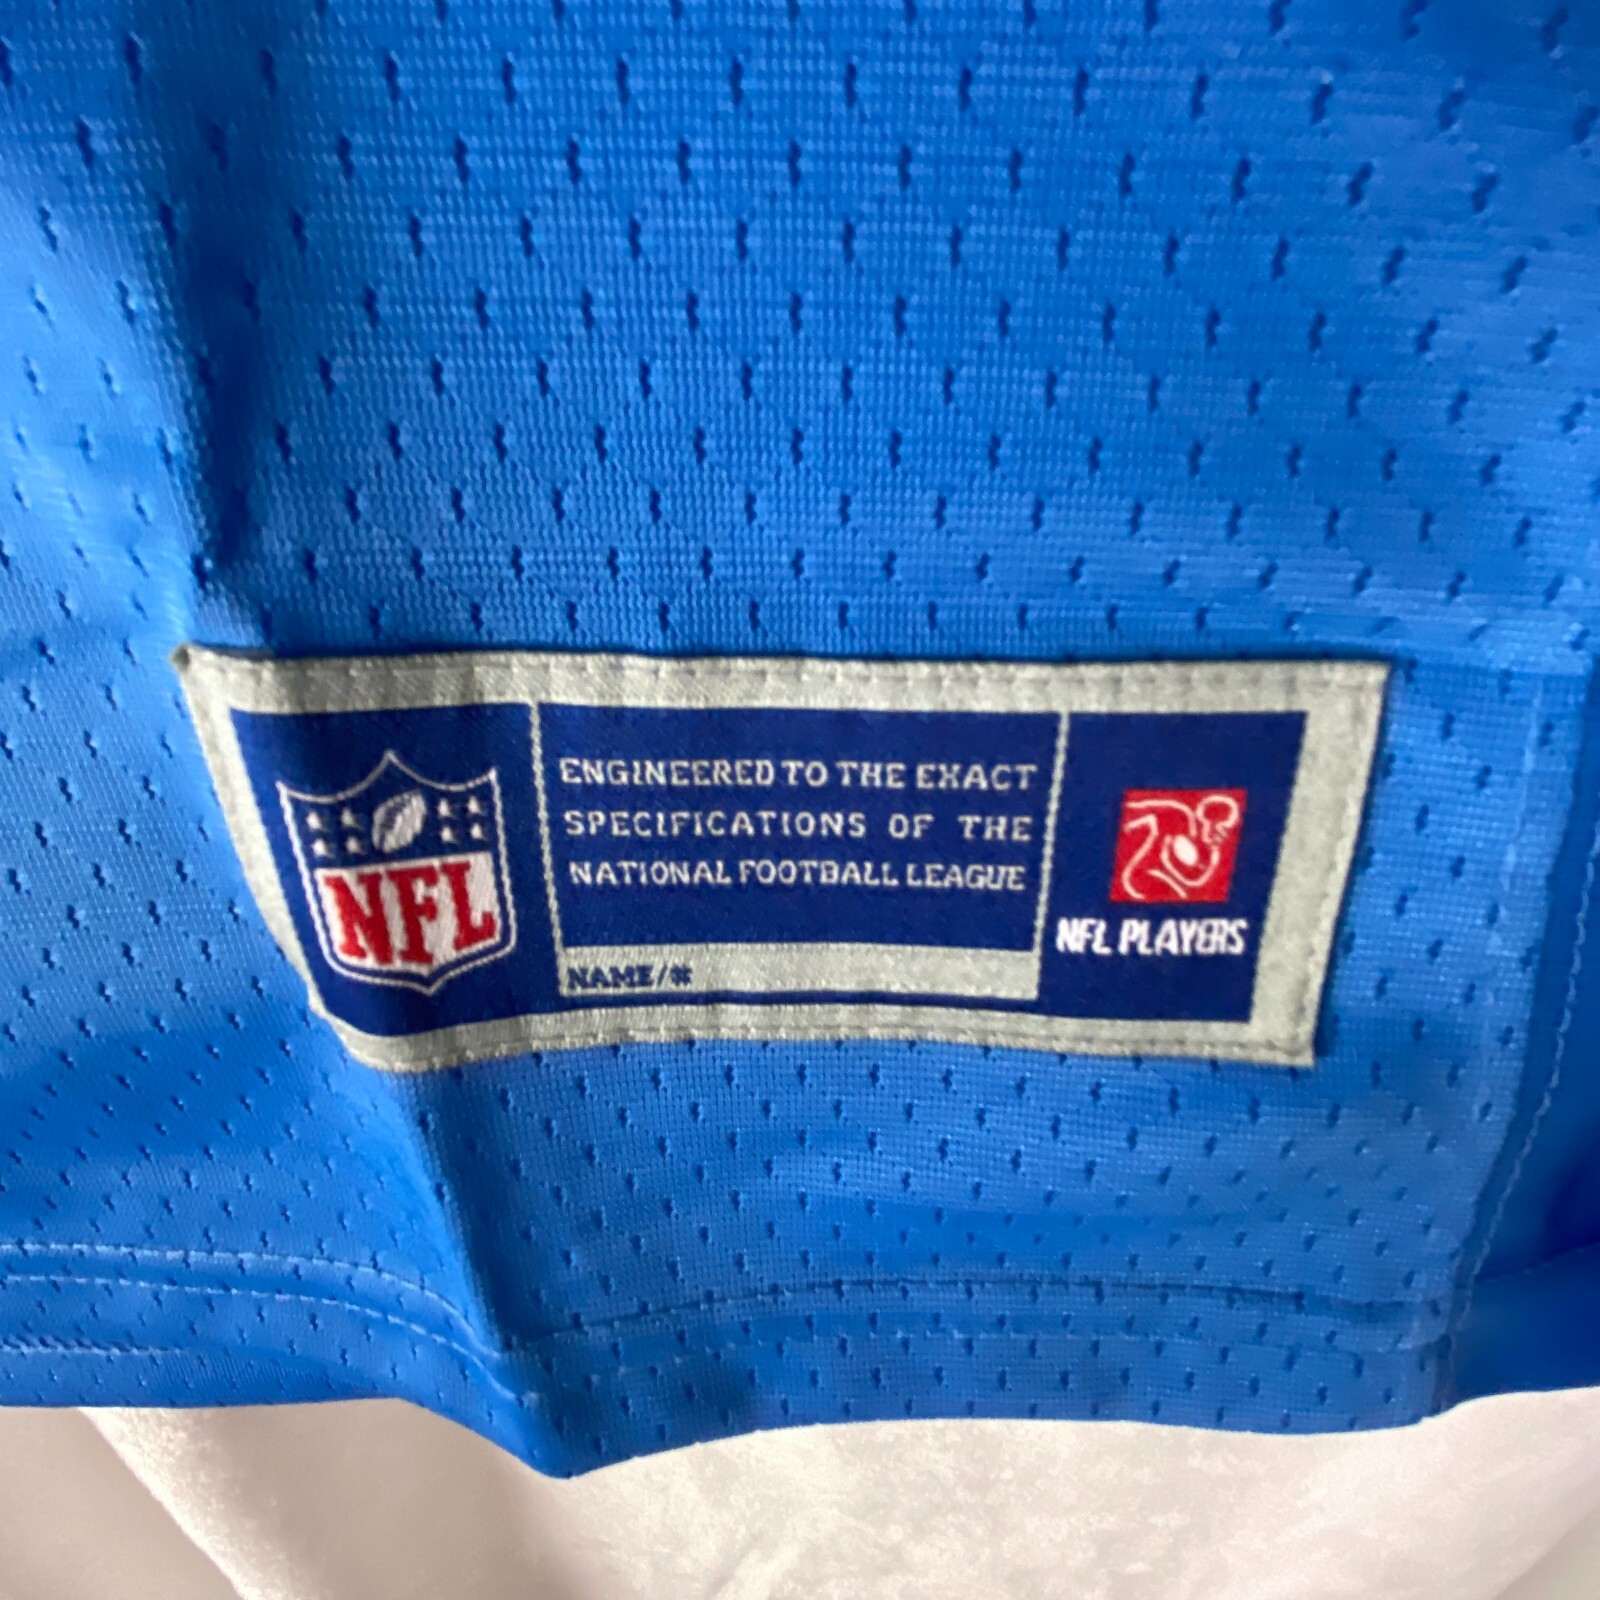 NFL
ENGINEERED TO THE EXACT
SPECIFICATIONS OF THE
NATIONAL FOOTBALL LEAGUE
NAME/#
NFL PLAYERS